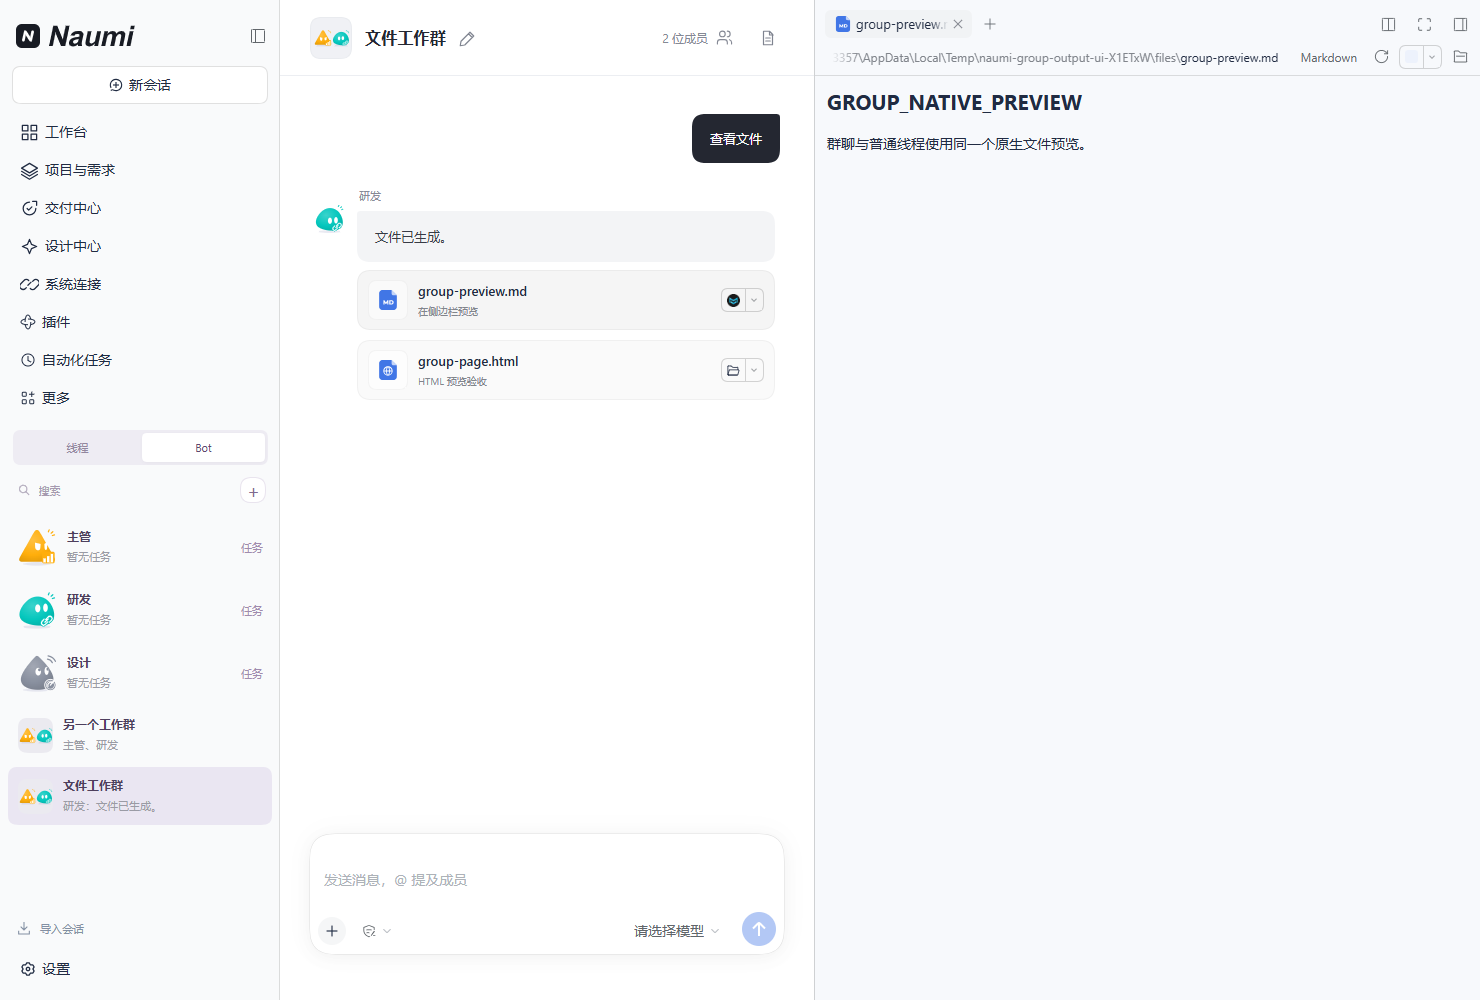 Naumi
新会话
工作台
项目与需求
交付中心
设计中心
系统连接
插件
自动化任务
更多
线程
Bot
搜索
主管
暂无任务
任务
研发
暂无任务
任务
设计
暂无任务
任务
另一个工作群
主管、研发
文件工作群
研发：文件已生成。
导入会话
设置
文件工作群
2 位成员
查看文件
研发
文件已生成。
MD
group-preview.md
在侧边栏预览
group-page.html
HTML 预览验收
发送消息，@ 提及成员
请选择模型
MD
group-preview.r
3357\AppData\Local\Temp\naumi-group-output-ui-X1ETxW\files\group-preview.md
Markdown
GROUP_NATIVE_PREVIEW
群聊与普通线程使用同一个原生文件预览。